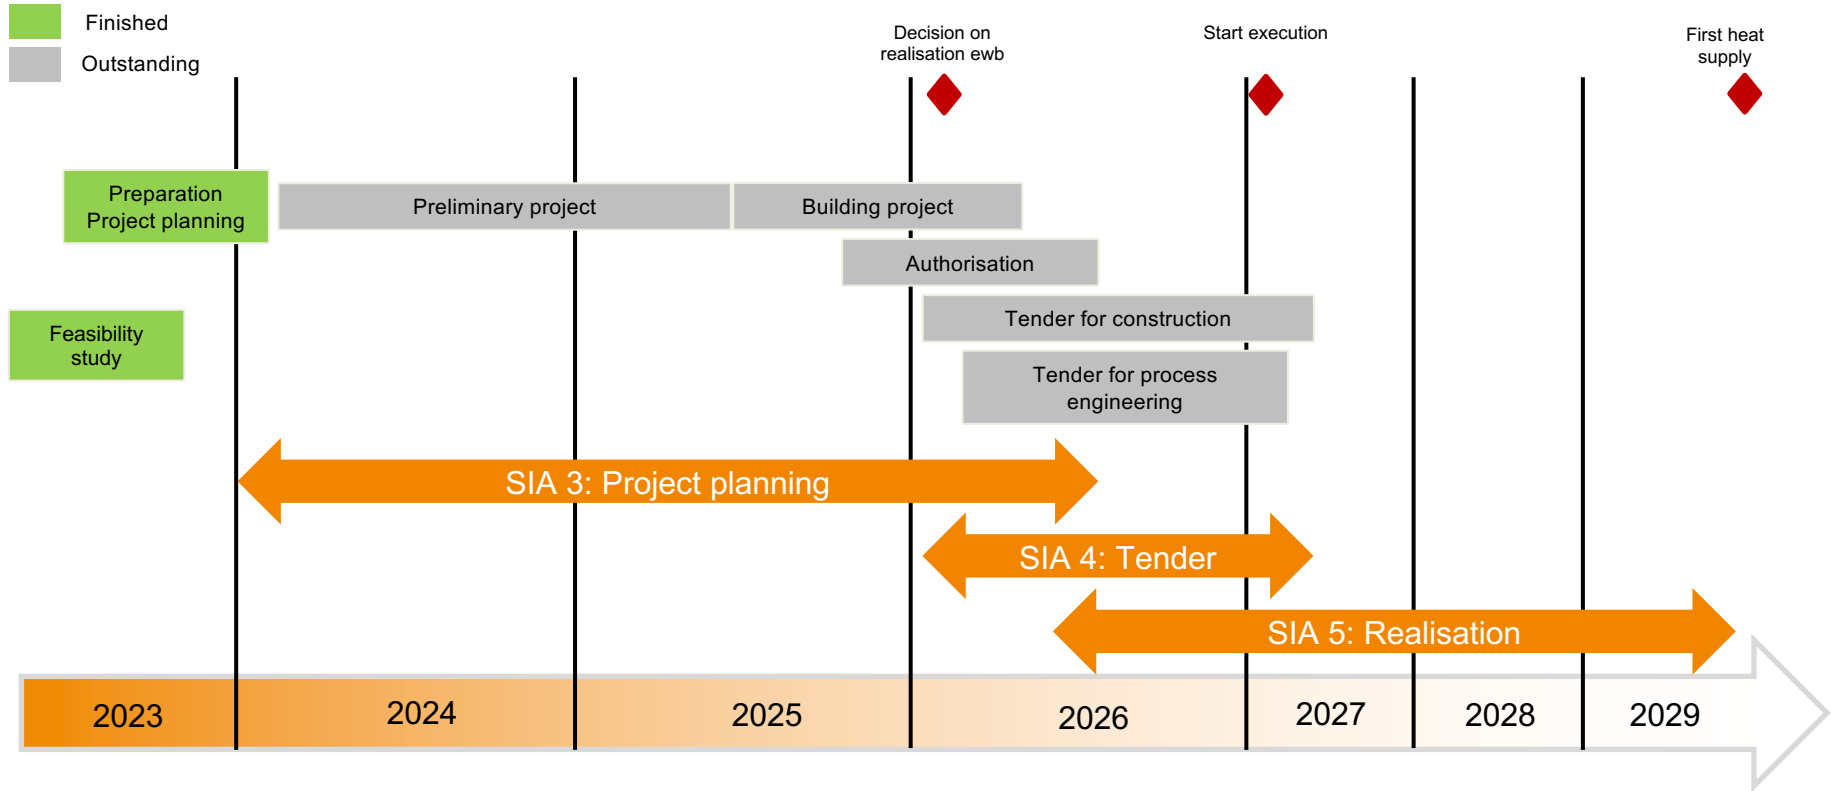 Finished
Outstanding
Decision on
realisation ewb
Start execution
First heat
supply
Preparation
Project planning
Preliminary project
Building project
Authorisation
Tender for construction
Feasibility
study
Tender for process
engineering
SIA 3: Project planning
SIA 4: Tender
SIA 5: Realisation
2023
2024
2025
2026
2027
2028
2029